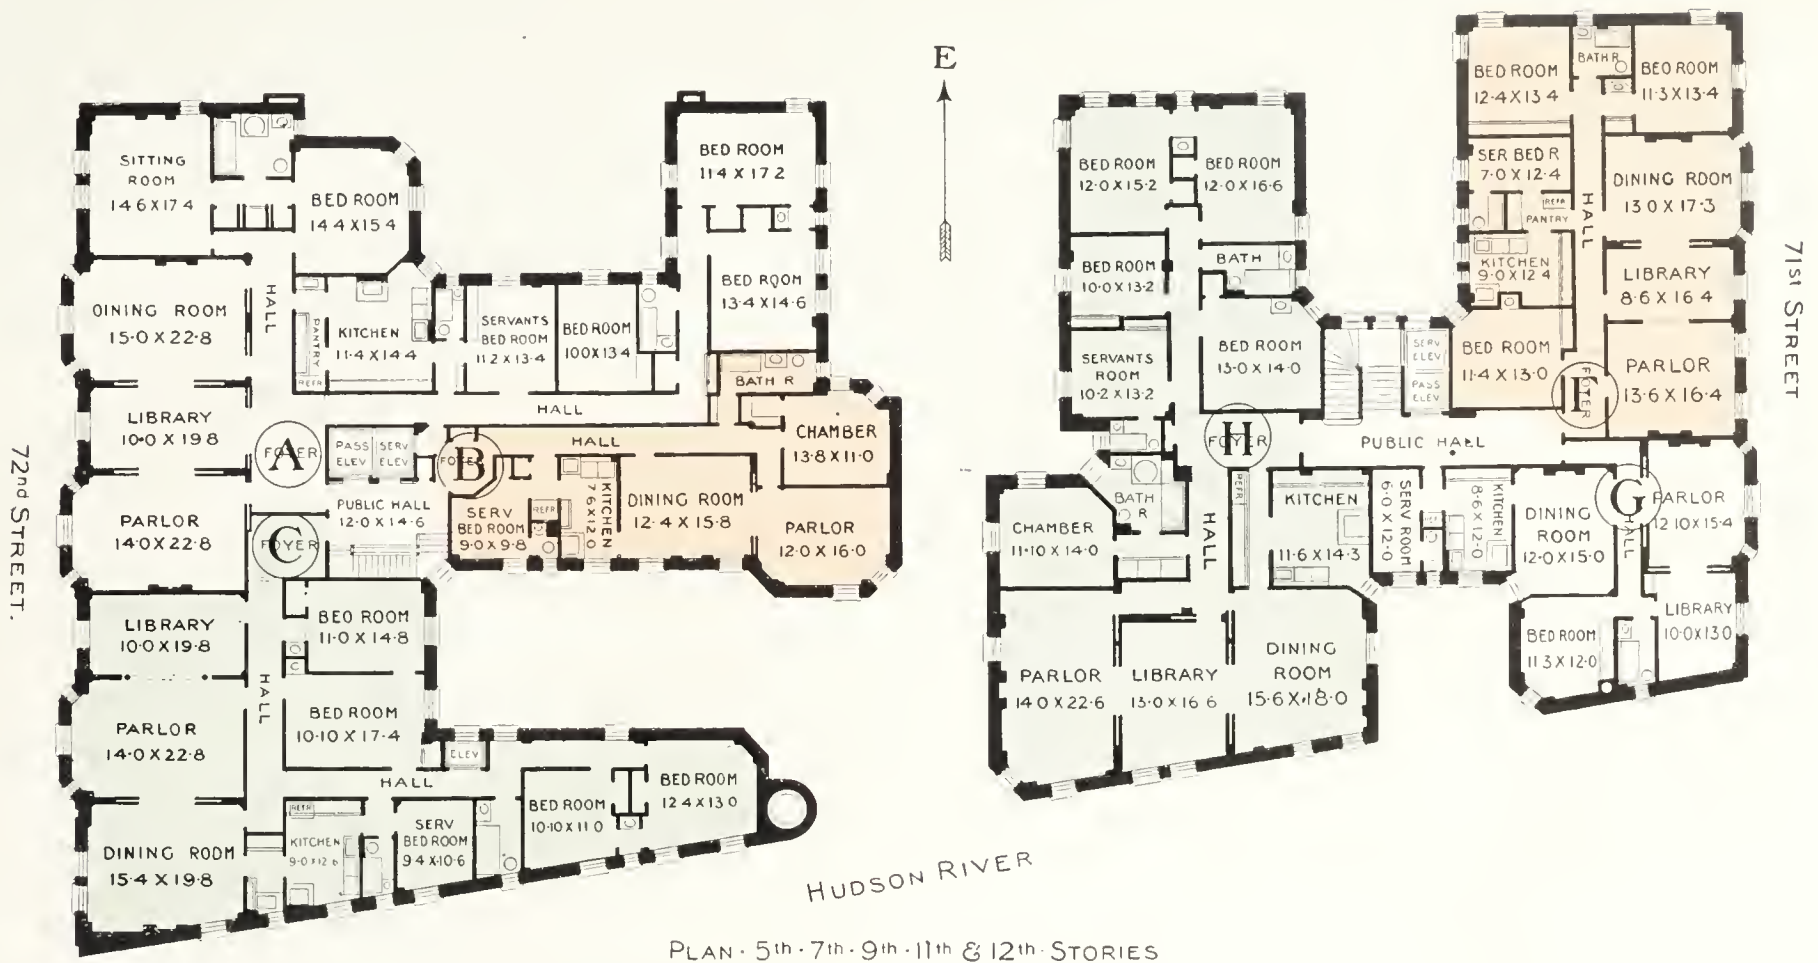 E
72nd STREET.
71st STREET
SITTING
ROOM
14·6 X 17·4
BED ROOM
14·4 X 15·4
DINING ROOM
15·0 X 22·8
HALL
PANTRY
REFR
KITCHEN
11·4 X 14·4
SERVANTS
BED ROOM
11·2 X 13·4
BED ROOM
10·0 X 13·4
BED ROOM
11·4 X 17·2
BED ROOM
13·4 X 14·6
BATH R
LIBRARY
10·0 X 19·8
HALL
A
FOYER
PASS
ELEV
SERV
ELEV
B
FOYER
HALL
CHAMBER
13·8 X 11·0
PARLOR
14·0 X 22·8
PUBLIC HALL
12·0 X 14·6
SERV
BED ROOM
9·0 X 9·8
REFR
KITCHEN
7·6 X 12·0
DINING ROOM
12·4 X 15·8
PARLOR
12·0 X 16·0
C
FOYER
LIBRARY
10·0 X 19·8
BED ROOM
11·0 X 14·8
C
C
HALL
PARLOR
14·0 X 22·8
BED ROOM
10·10 X 17·4
ELEV
HALL
DINING ROOM
15·4 X 19·8
REFR
KITCHEN
9·0 X 12·6
SERV
BED ROOM
9·4 X 10·6
C
BED ROOM
10·10 X 11·0
C
BED ROOM
12·4 X 13·0
BED ROOM
12·0 X 15·2
BED ROOM
12·0 X 16·6
BED ROOM
10·0 X 13·2
BATH
SERVANTS
ROOM
10·2 X 13·2
BED ROOM
13·0 X 14·0
SERV
ELEV
PASS
ELEV
BED ROOM
12·4 X 13·4
BATH R
BED ROOM
11·3 X 13·4
SER BED R
7·0 X 12·4
REFR
PANTRY
HALL
DINING ROOM
13·0 X 17·3
KITCHEN
9·0 X 12·4
LIBRARY
8·6 X 16·4
BED ROOM
11·4 X 13·0
F
FOYER
PARLOR
13·6 X 16·4
H
FOYER
PUBLIC HALL
CHAMBER
11·10 X 14·0
BATH
R
HALL
REFR
KITCHEN
11·6 X 14·3
SERV ROOM
6·0 X 12·0
KITCHEN
8·6 X 12·0
DINING
ROOM
12·0 X 15·0
G
HALL
PARLOR
12·10 X 15·4
PARLOR
14·0 X 22·6
LIBRARY
13·0 X 16·6
DINING
ROOM
15·6 X 18·0
BED ROOM
11·3 X 12·0
LIBRARY
10·0 X 13·0
HUDSON RIVER
PLAN · 5th · 7th · 9th · 11th & 12th · STORIES